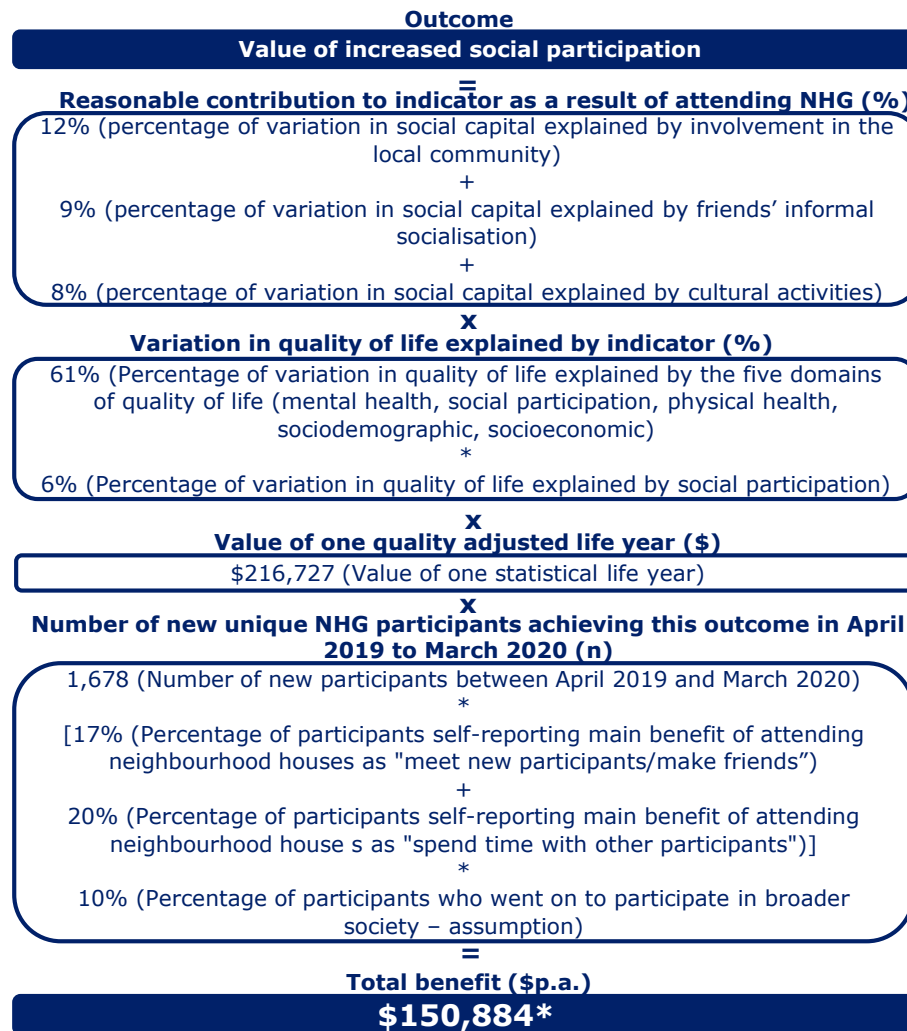 Outcome
Value of increased social participation
=
Reasonable contribution to indicator as a result of attending NHG (%)
12% (percentage of variation in social capital explained by involvement in the
local community)
+
9% (percentage of variation in social capital explained by friends’ informal
socialisation)
+
8% (percentage of variation in social capital explained by cultural activities)
x
Variation in quality of life explained by indicator (%)
61% (Percentage of variation in quality of life explained by the five domains
of quality of life (mental health, social participation, physical health,
sociodemographic, socioeconomic)
*
6% (Percentage of variation in quality of life explained by social participation)
x
Value of one quality adjusted life year ($)
$216,727 (Value of one statistical life year)
x
Number of new unique NHG participants achieving this outcome in April
2019 to March 2020 (n)
1,678 (Number of new participants between April 2019 and March 2020)
*
[17% (Percentage of participants self-reporting main benefit of attending
neighbourhood houses as "meet new participants/make friends”)
+
20% (Percentage of participants self-reporting main benefit of attending
neighbourhood house s as "spend time with other participants")]
*
10% (Percentage of participants who went on to participate in broader
society – assumption)
=
Total benefit ($p.a.)
$150,884*